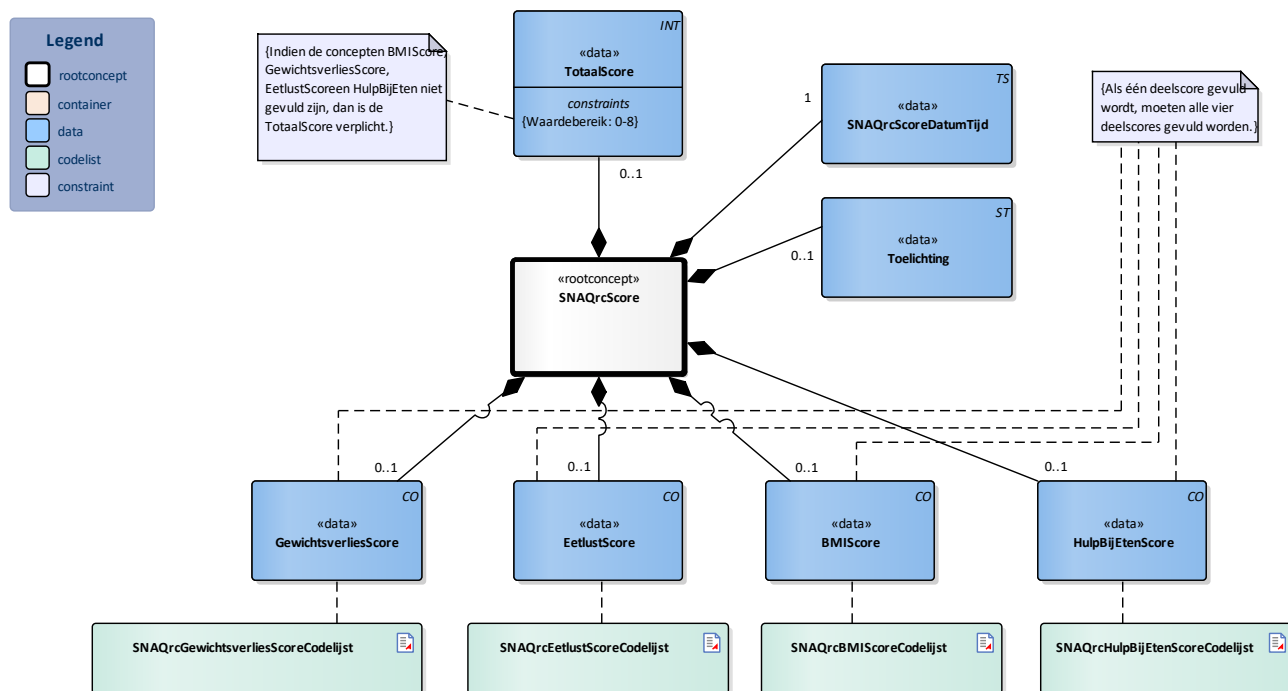 Legend
rootconcept
container
data
codelist
constraint
{Indien de concepten BMIScore,
GewichtsverliesScore,
EetlustScoreen HulpBijEten niet
gevuld zijn, dan is de
TotaalScore verplicht.}
INT
«data»
TotaalScore
constraints
{Waardebereik: 0-8}
0..1
TS
«data»
SNAQrcScoreDatumTijd
1
{Als één deelscore gevuld
wordt, moeten alle vier
deelscores gevuld worden.}
ST
«data»
Toelichting
0..1
«rootconcept»
SNAQrcScore
0..1
0..1
0..1
0..1
CO
«data»
GewichtsverliesScore
CO
«data»
EetlustScore
CO
«data»
BMIScore
CO
«data»
HulpBijEtenScore
SNAQrcGewichtsverliesScoreCodelijst
SNAQrcEetlustScoreCodelijst
SNAQrcBMIScoreCodelijst
SNAQrcHulpBijEtenScoreCodelijst